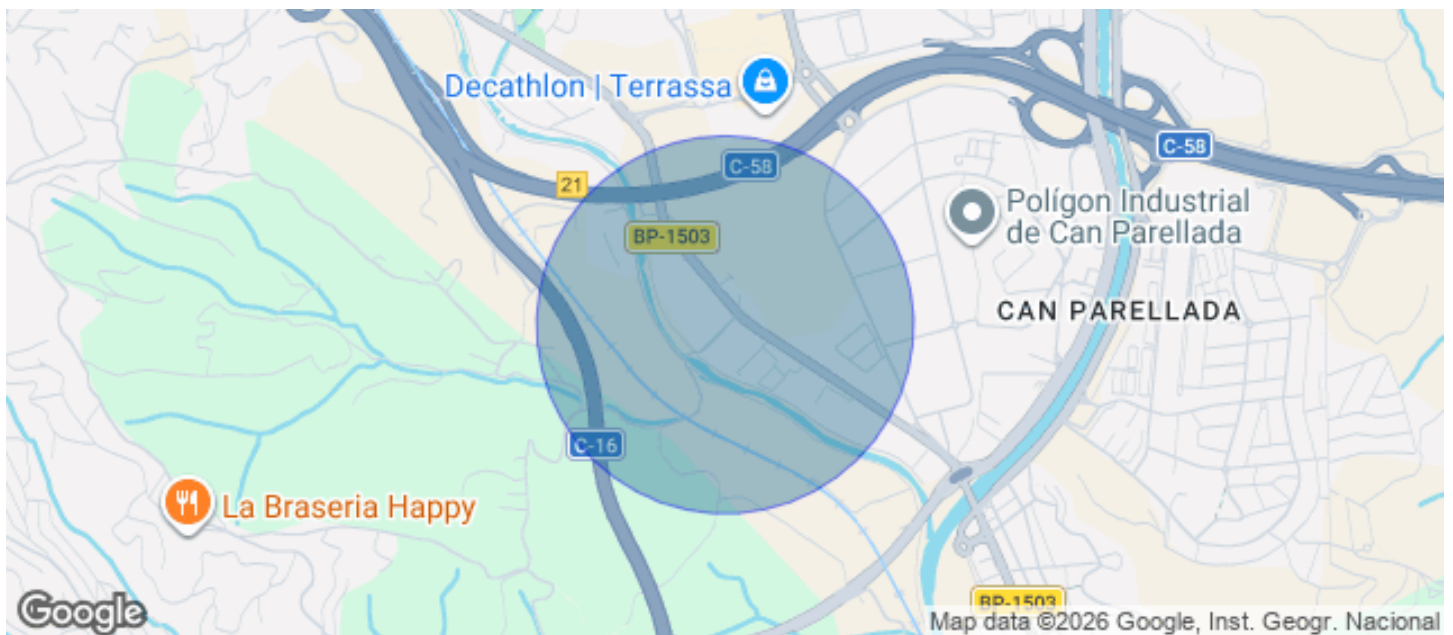 Decathlon | Terrassa
C-58
C-58
21
Polígon Industrial
de Can Parellada
BP-1503
CAN PARELLADA
C-16
La Braseria Happy
BP-1503
Google
Map data ©2026 Google, Inst. Geogr. Nacional